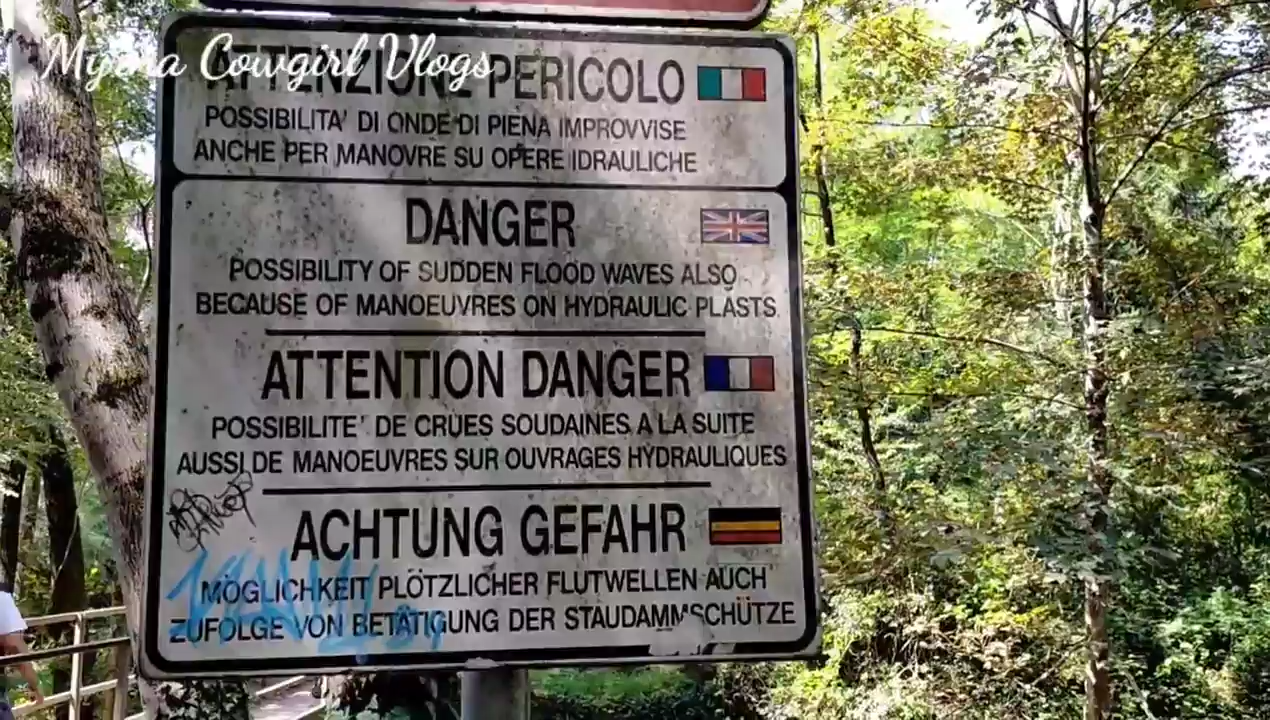 Mycha Cowgirl Vlogs
ATTENZIONE PERICOLO
POSSIBILITA' DI ONDE DI PIENA IMPROVVISE
ANCHE PER MANOVRE SU OPERE IDRAULICHE
DANGER
POSSIBILITY OF SUDDEN FLOOD WAVES ALSO
BECAUSE OF MANOEUVRES ON HYDRAULIC PLASTS
ATTENTION DANGER
POSSIBILITE' DE CRUES SOUDAINES A LA SUITE
AUSSI DE MANOEUVRES SUR OUVRAGES HYDRAULIQUES
ACHTUNG GEFAHR
MÖGLICHKEIT PLÖTZLICHER FLUTWELLEN AUCH
ZUFOLGE VON BETÄTIGUNG DER STAUDAMMSCHÜTZE